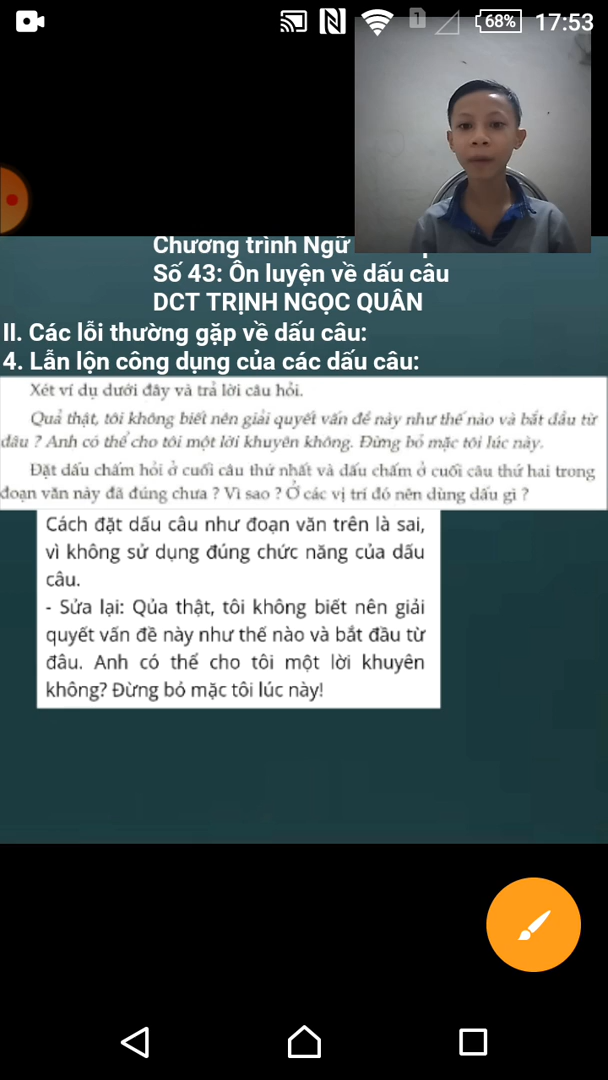 1 68% 17:53
Chương trình Ngữ
Số 43: Ôn luyện về dấu câu
DCT TRỊNH NGỌC QUÂN
II. Các lỗi thường gặp về dấu câu:
4. Lẫn lộn công dụng của các dấu câu:
Xét ví dụ dưới đây và trả lời câu hỏi.
Quả thật, tôi không biết nên giải quyết vấn đề này như thế nào và bắt đầu từ
đâu ? Anh có thể cho tôi một lời khuyên không. Đừng bỏ mặc tôi lúc này.
Đặt dấu chấm hỏi ở cuối câu thứ nhất và dấu chấm ở cuối câu thứ hai trong
đoạn văn này đã đúng chưa ? Vì sao ? Ở các vị trí đó nên dùng dấu gì ?
Cách đặt dấu câu như đoạn văn trên là sai,
vì không sử dụng đúng chức năng của dấu
câu.
- Sửa lại: Qủa thật, tôi không biết nên giải
quyết vấn đề này như thế nào và bắt đầu từ
đâu. Anh có thể cho tôi một lời khuyên
không? Đừng bỏ mặc tôi lúc này!